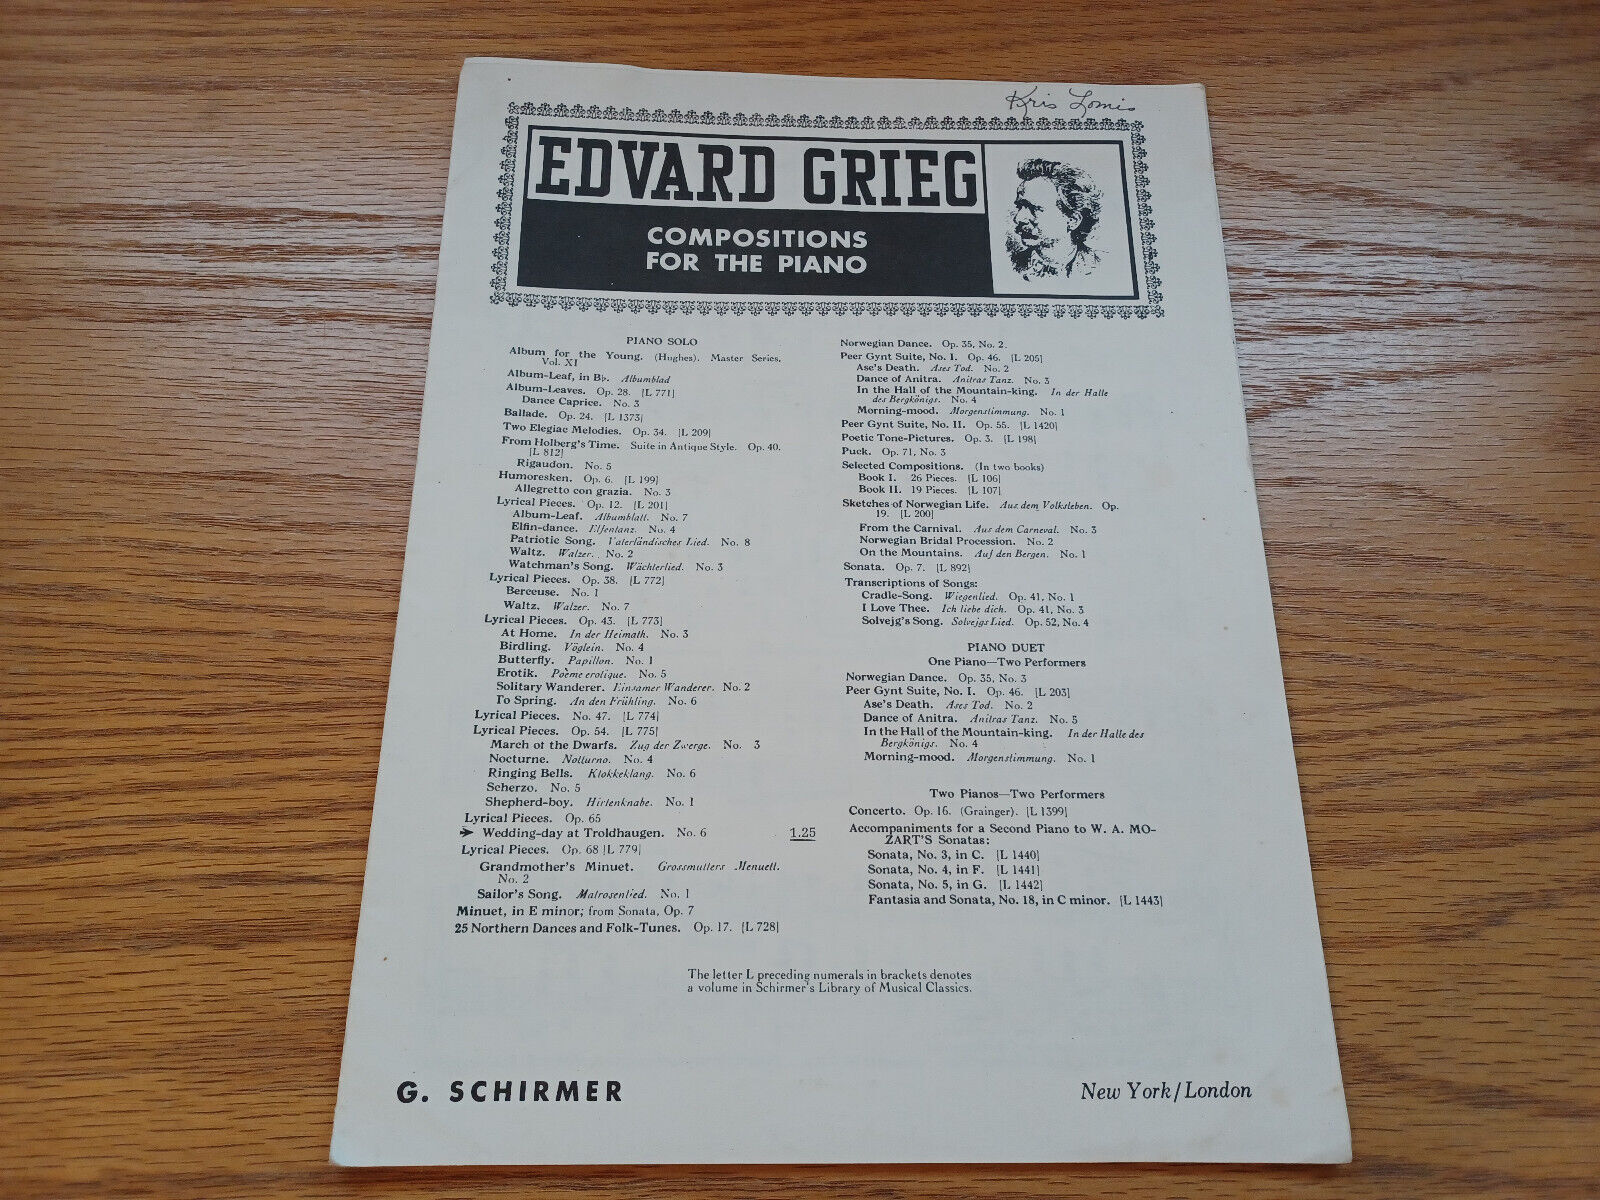 Kris Lomis
EDVARD GRIEG
COMPOSITIONS
FOR THE PIANO
PIANO SOLO
Album for the Young. (Hughes). Master Series,
Vol. XI
Album-Leaf, in B♭. Albumblad
Album-Leaves. Op. 28. [L 771]
Dance Caprice. No. 3
Ballade. Op. 24. [L 1373]
Two Elegiac Melodies. Op. 34. [L 209]
From Holberg's Time. Suite in Antique Style. Op. 40.
[L 812]
Rigaudon. No. 5
Humoresken. Op. 6. [L 199]
Allegretto con grazia. No. 3
Lyrical Pieces. Op. 12. [L 201]
Album-Leaf. Albumblatt. No. 7
Elfin-dance. Elfentanz. No. 4
Patriotic Song. Vaterländisches Lied. No. 8
Waltz. Walzer. No. 2
Watchman's Song. Wächterlied. No. 3
Lyrical Pieces. Op. 38. [L 772]
Berceuse. No. 1
Waltz. Walzer. No. 7
Lyrical Pieces. Op. 43. [L 773]
At Home. In der Heimath. No. 3
Birdling. Vöglein. No. 4
Butterfly. Papillon. No. 1
Erotik. Poème erotique. No. 5
Solitary Wanderer. Einsamer Wanderer. No. 2
To Spring. An den Frühling. No. 6
Lyrical Pieces. No. 47. [L 774]
Lyrical Pieces. Op. 54. [L 775]
March of the Dwarfs. Zug der Zwerge. No. 3
Nocturne. Notturno. No. 4
Ringing Bells. Klokkeklang. No. 6
Scherzo. No. 5
Shepherd-boy. Hirtenknabe. No. 1
Lyrical Pieces. Op. 65
➛ Wedding-day at Troldhaugen. No. 6 1.25
Lyrical Pieces. Op. 68 [L 779]
Grandmother's Minuet. Grossmutters Menuett.
No. 2
Sailor's Song. Matrosenlied. No. 1
Minuet, in E minor; from Sonata, Op. 7
25 Northern Dances and Folk-Tunes. Op. 17. [L 728]
Norwegian Dance. Op. 35, No. 2.
Peer Gynt Suite, No. I. Op. 46. [L 205]
Ase's Death. Ases Tod. No. 2
Dance of Anitra. Anitras Tanz. No. 3
In the Hall of the Mountain-king. In der Halle
des Bergkönigs. No. 4
Morning-mood. Morgenstimmung. No. 1
Peer Gynt Suite, No. II. Op. 55. [L 1420]
Poetic Tone-Pictures. Op. 3. [L 198]
Puck. Op. 71, No. 3
Selected Compositions. (In two books)
Book I. 26 Pieces. [L 106]
Book II. 19 Pieces. [L 107]
Sketches of Norwegian Life. Aus dem Volksleben. Op.
19. [L 200]
From the Carnival. Aus dem Carneval. No. 3
Norwegian Bridal Procession. No. 2
On the Mountains. Auf den Bergen. No. 1
Sonata. Op. 7. [L 892]
Transcriptions of Songs:
Cradle-Song. Wiegenlied. Op. 41, No. 1
I Love Thee. Ich liebe dich. Op. 41, No. 3
Solvejg's Song. Solvejgs Lied. Op. 52, No. 4
PIANO DUET
One Piano—Two Performers
Norwegian Dance. Op. 35, No. 3
Peer Gynt Suite, No. I. Op. 46. [L 203]
Ase's Death. Ases Tod. No. 2
Dance of Anitra. Anitras Tanz. No. 5
In the Hall of the Mountain-king. In der Halle des
Bergkönigs. No. 4
Morning-mood. Morgenstimmung. No. 1
Two Pianos—Two Performers
Concerto. Op. 16. (Grainger). [L 1399]
Accompaniments for a Second Piano to W. A. MO-
ZART'S Sonatas:
Sonata, No. 3, in C. [L 1440]
Sonata, No. 4, in F. [L 1441]
Sonata, No. 5, in G. [L 1442]
Fantasia and Sonata, No. 18, in C minor. [L 1443]
The letter L preceding numerals in brackets denotes
a volume in Schirmer's Library of Musical Classics.
G. SCHIRMER
New York/London